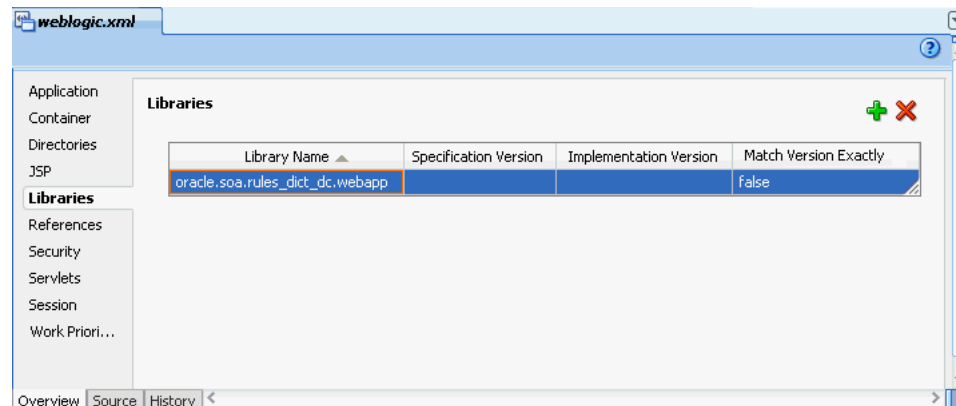 weblogic.xml
Application
Container
Directories
JSP
Libraries
References
Security
Servlets
Session
Work Priori...
Libraries
Library Name Specification Version Implementation Version Match Version Exactly
oracle.soa.rules_dict_dc.webapp false
Overview Source History